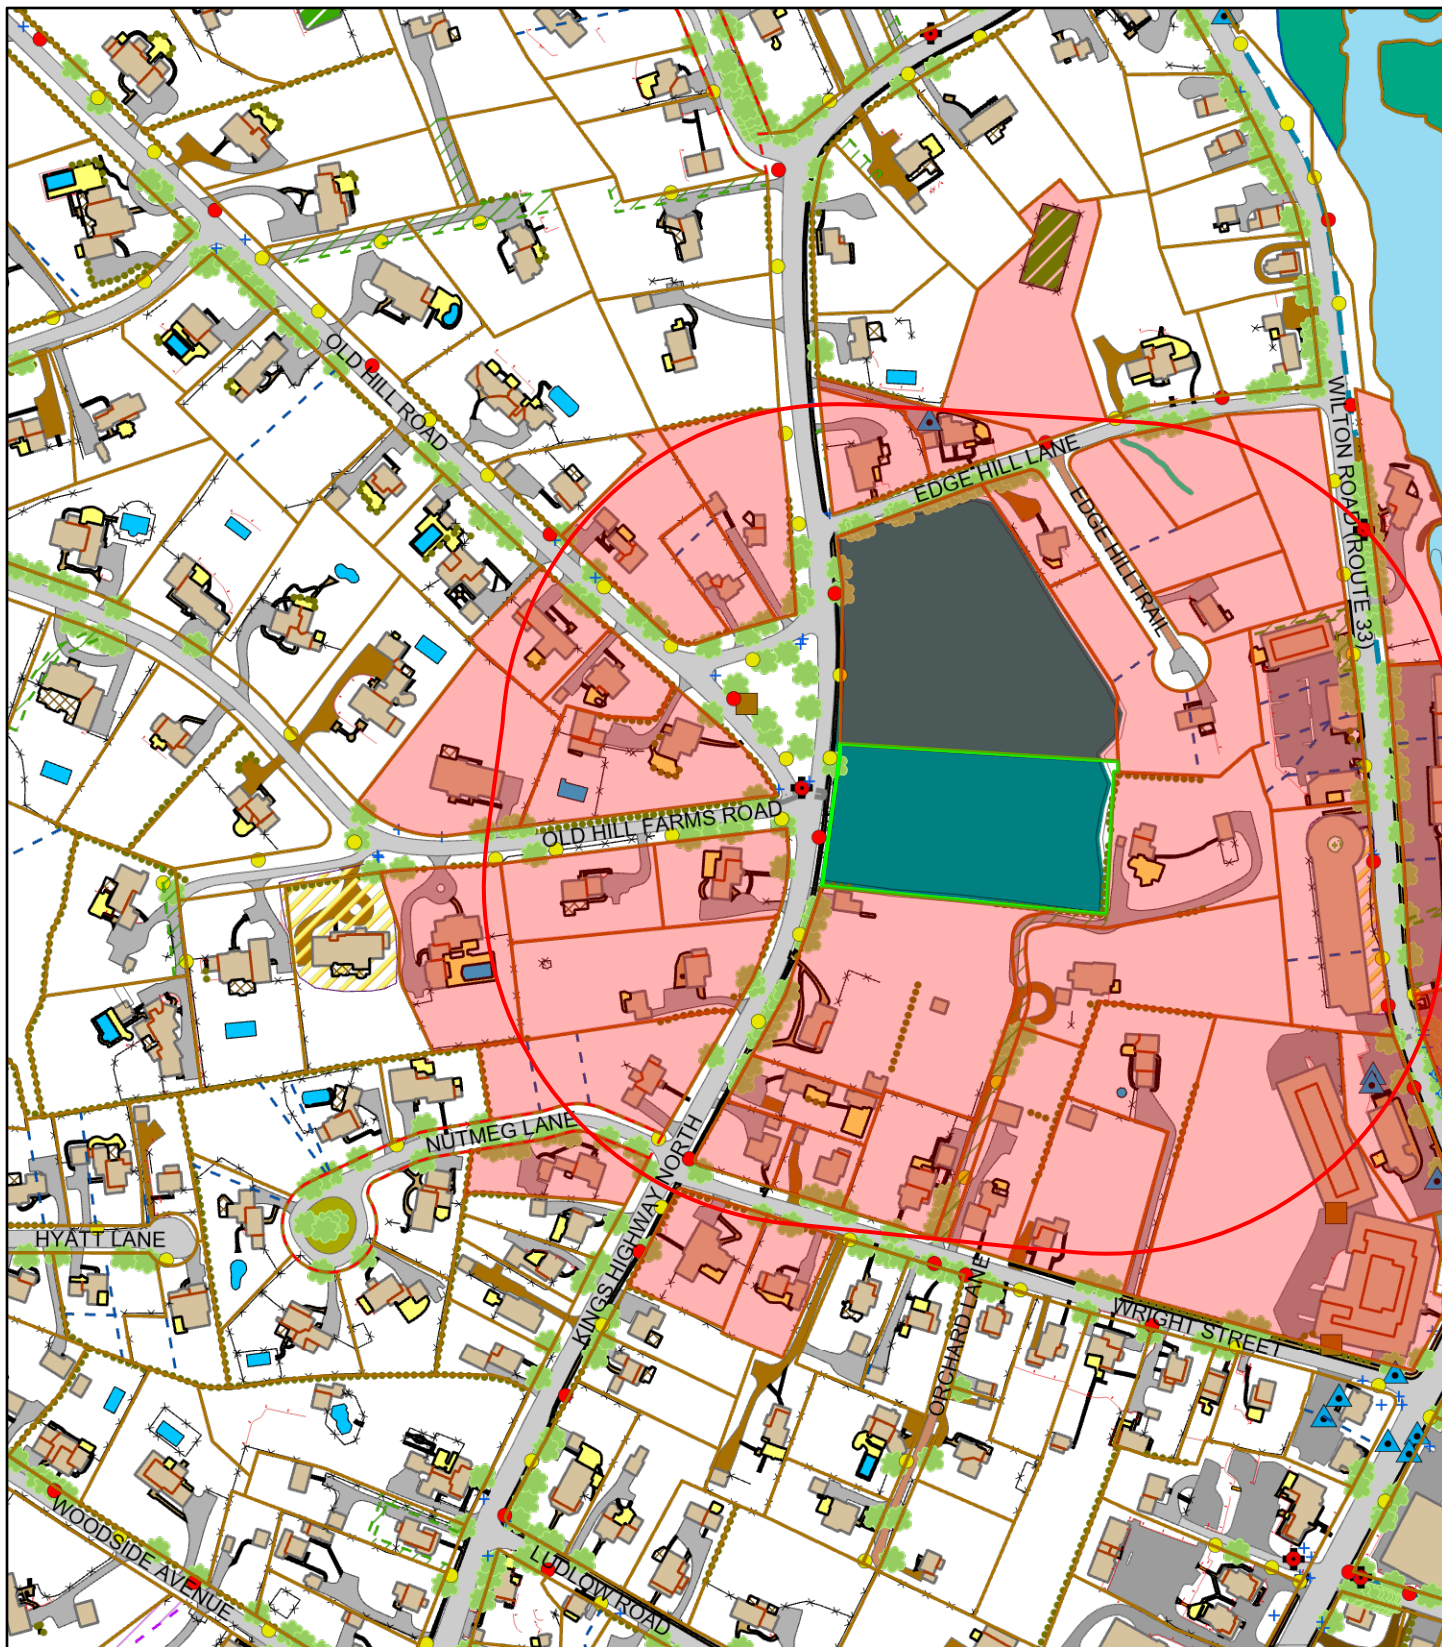 OLD HILL ROAD
WILTON ROAD (ROUTE 33)
EDGE HILL LANE
EDGE HILL TRAIL
OLD HILL FARMS ROAD
NUTMEG LANE
KINGS HIGHWAY NORTH
HYATT LANE
ORCHARD LANE
WRIGHT STREET
WOODSIDE AVENUE
LUDLOW ROAD